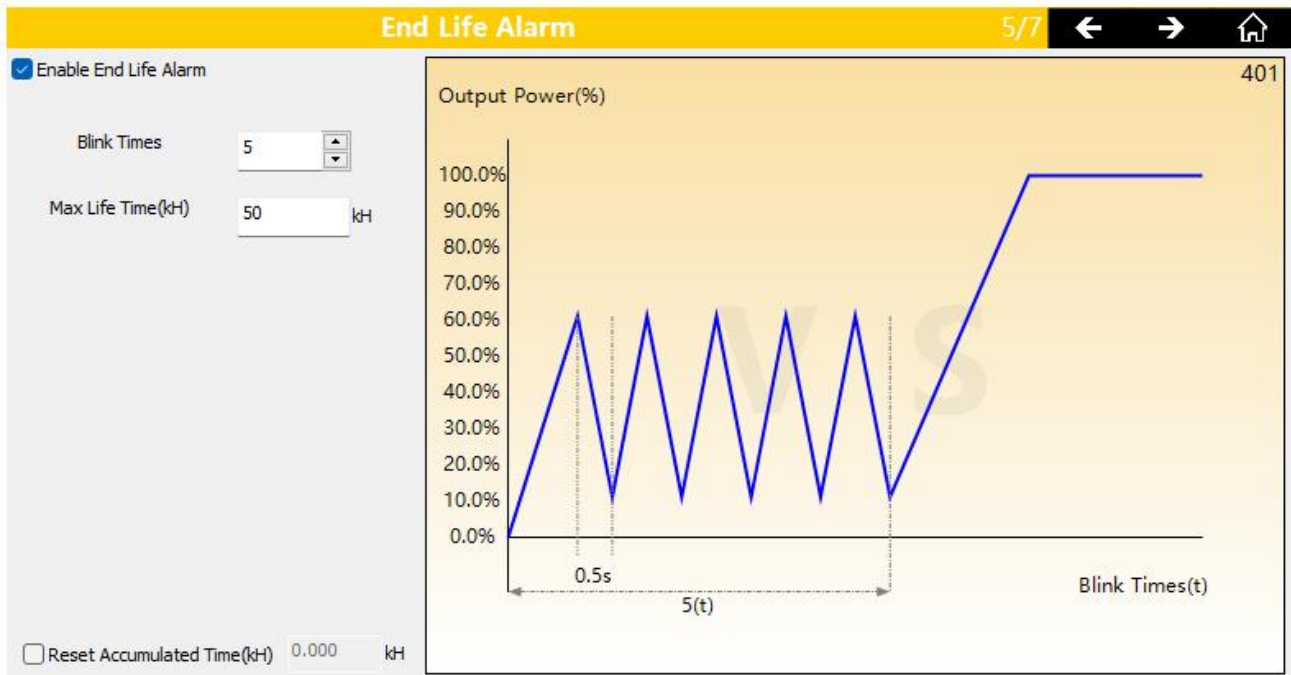 End Life Alarm 5/7
Enable End Life Alarm
Blink Times 5
Max Life Time(kH) 50 kH
Reset Accumulated Time(kH) 0.000 kH
401
Output Power(%)
100.0%
90.0%
80.0%
70.0%
60.0%
50.0%
40.0%
30.0%
20.0%
10.0%
0.0%
V S
0.5s
5(t)
Blink Times(t)